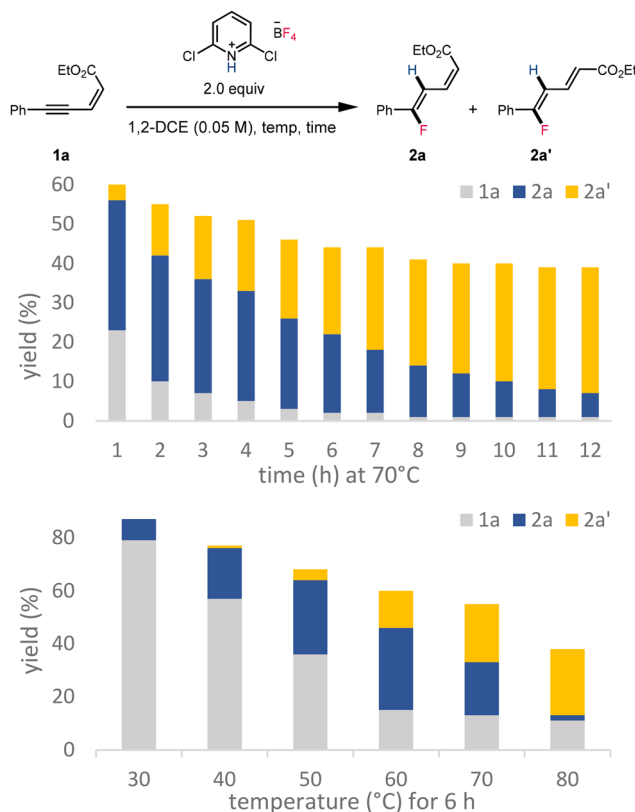 BF4
−
Cl
N
+
H
Cl
EtO2C
Ph
2.0 equiv
1,2-DCE (0.05 M), temp, time
1a
EtO2C
H
Ph
F
2a
+
H
CO2Et
Ph
F
2a'
1a 2a 2a'
yield (%)
60
50
40
30
20
10
0
1 2 3 4 5 6 7 8 9 10 11 12
time (h) at 70°C
1a 2a 2a'
yield (%)
80
60
40
20
0
30 40 50 60 70 80
temperature (°C) for 6 h